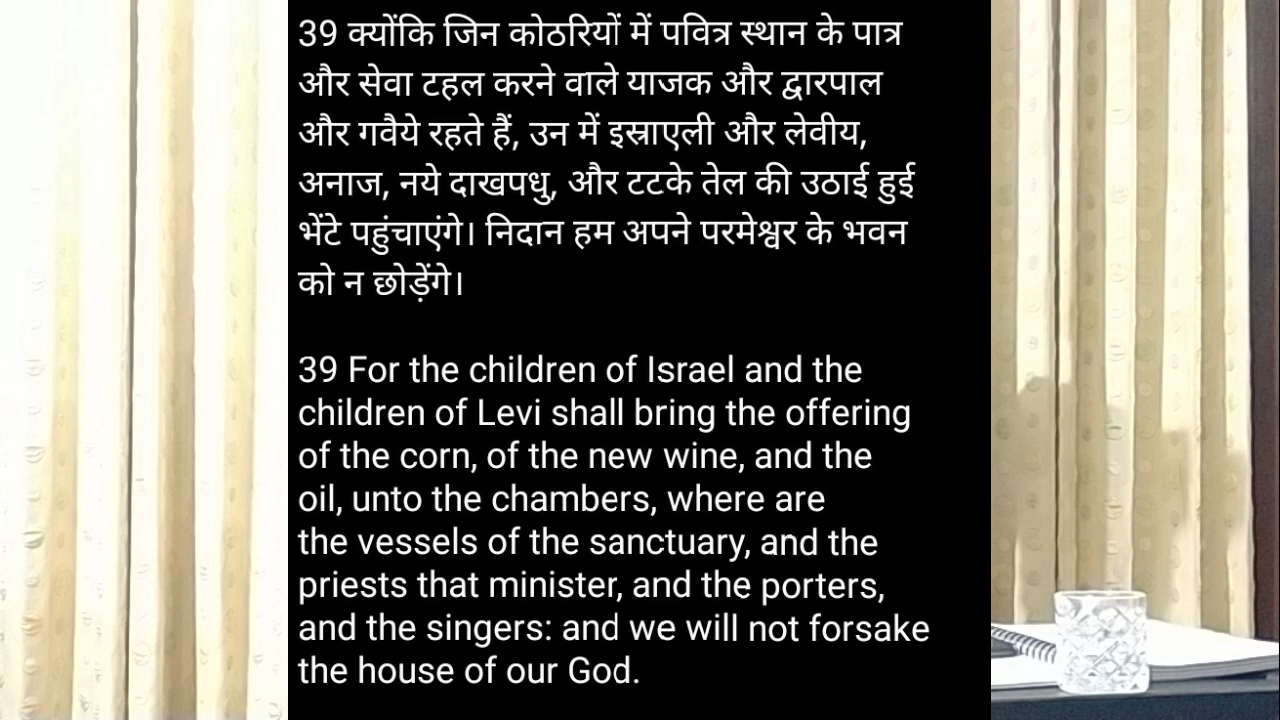 39 क्योंकि जिन कोठरियों में पवित्र स्थान के पात्र
और सेवा टहल करने वाले याजक और द्वारपाल
और गवैये रहते हैं, उन में इस्राएली और लेवीय,
अनाज, नये दाखपधु, और टटके तेल की उठाई हुई
भेंटे पहुंचाएंगे। निदान हम अपने परमेश्वर के भवन
को न छोड़ेंगे।
39 For the children of Israel and the
children of Levi shall bring the offering
of the corn, of the new wine, and the
oil, unto the chambers, where are
the vessels of the sanctuary, and the
priests that minister, and the porters,
and the singers: and we will not forsake
the house of our God.